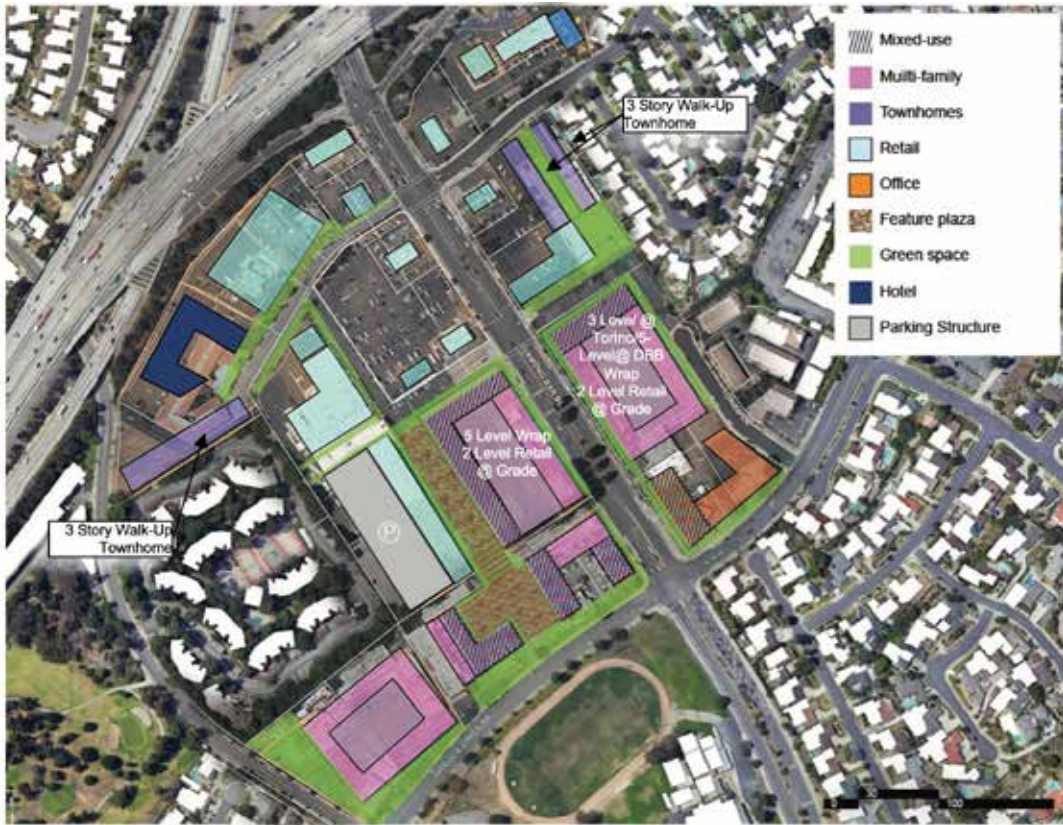 Mixed-use
Muilti-family
Townhomes
Retail
Office
Feature plaza
Green space
Hotel
Parking Structure
3 Story Walk-Up
Townhome
3 Level @
Torino/5-
Level@ DBB
Wrap
2 Level Retail
@ Grade
5 Level Wrap
2 Level Retail
@ Grade
P
3 Story Walk-Up
Townhome
0
100